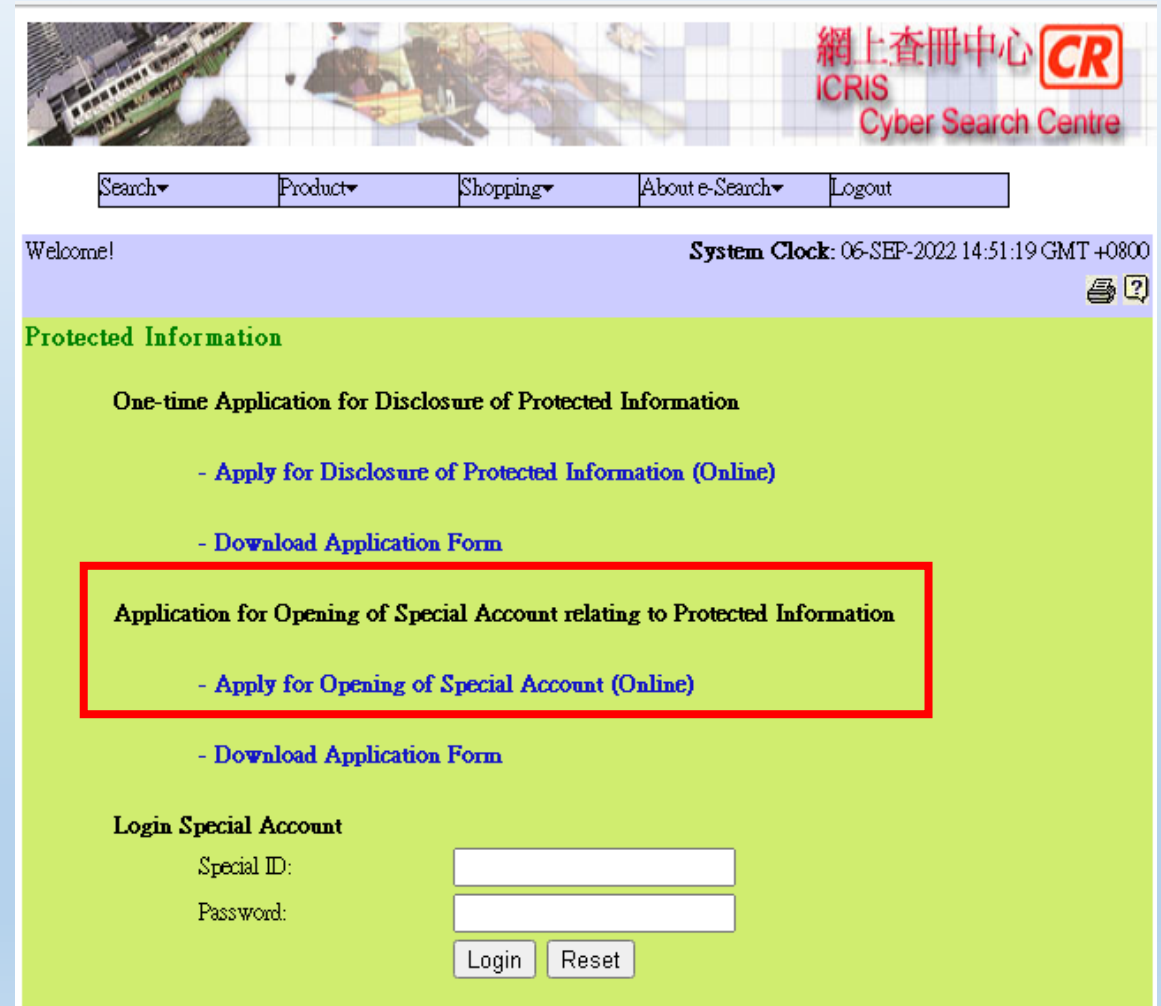 網上查冊中心 CR
ICRIS
Cyber Search Centre
Search Product Shopping About e-Search Logout
Welcome! System Clock: 06-SEP-2022 14:51:19 GMT +0800
Protected Information
One-time Application for Disclosure of Protected Information
- Apply for Disclosure of Protected Information (Online)
- Download Application Form
Application for Opening of Special Account relating to Protected Information
- Apply for Opening of Special Account (Online)
- Download Application Form
Login Special Account
Special ID:
Password:
Login Reset